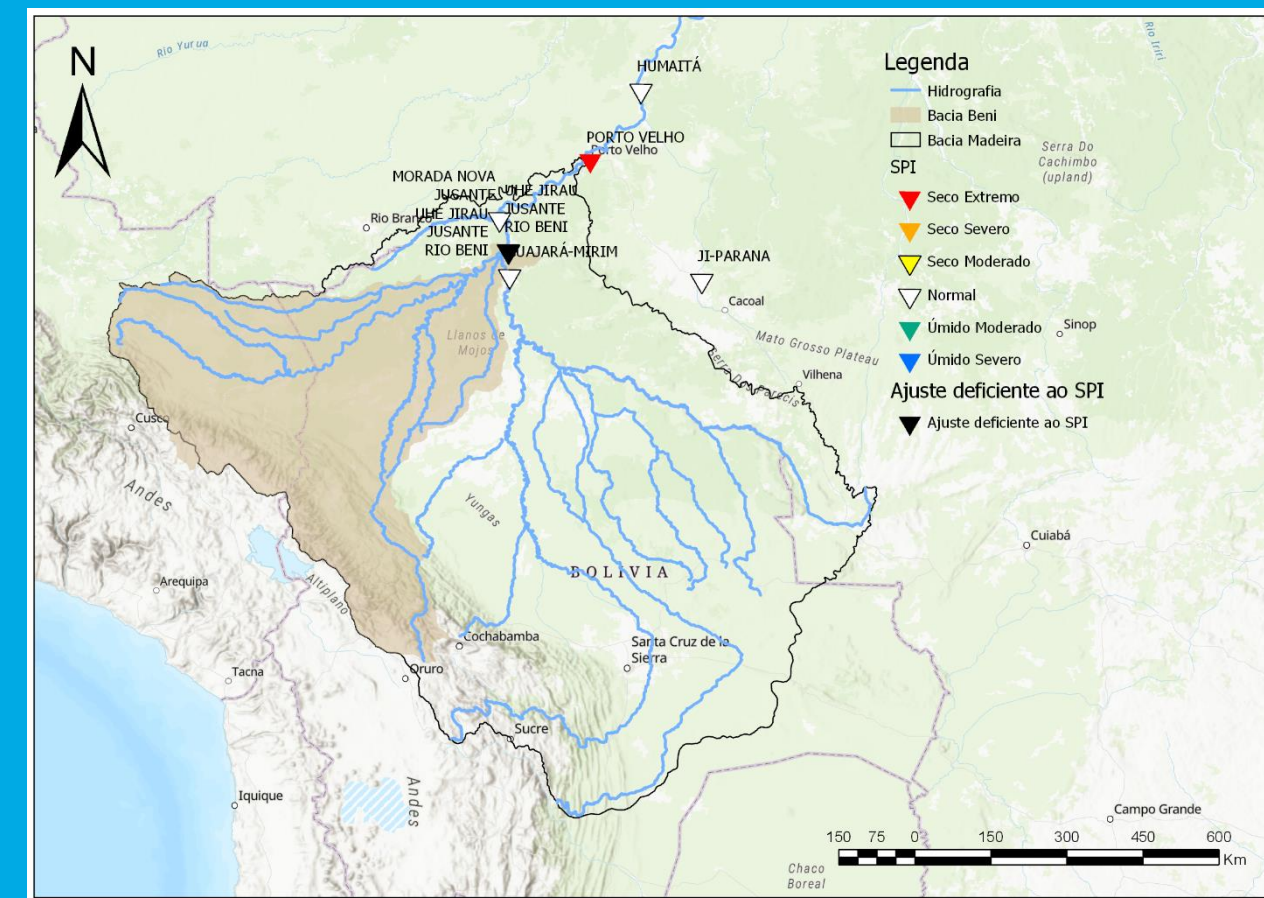 N
Rio Yurua
Rio Iriri
HUMAITÁ
PORTO VELHO
Porto Velho
MORADA NOVA
JUSANTE
UHE JIRAU
JUSANTE
RIO BENI
UHE JIRAU
JUSANTE
RIO BENI
Rio Branco
GUAJARÁ-MIRIM
JI-PARANA
Cacoal
Mato Grosso Plateau
Serra Dos Parecis
Vilhena
Sinop
Serra Do
Cachimbo
(upland)
Legenda
Hidrografia
Bacia Beni
Bacia Madeira
SPI
Seco Extremo
Seco Severo
Seco Moderado
Normal
Úmido Moderado
Úmido Severo
Ajuste deficiente ao SPI
Ajuste deficiente ao SPI
Llanos de
Mojos
Cusco
Andes
Yungas
Cuiabá
BOLIVIA
Arequipa
Altiplano
Cochabamba
Santa Cruz de la
Sierra
Tacna
Oruro
Sucre
Iquique
Andes
Campo Grande
Chaco
Boreal
150 75 0 150 300 450 600
Km